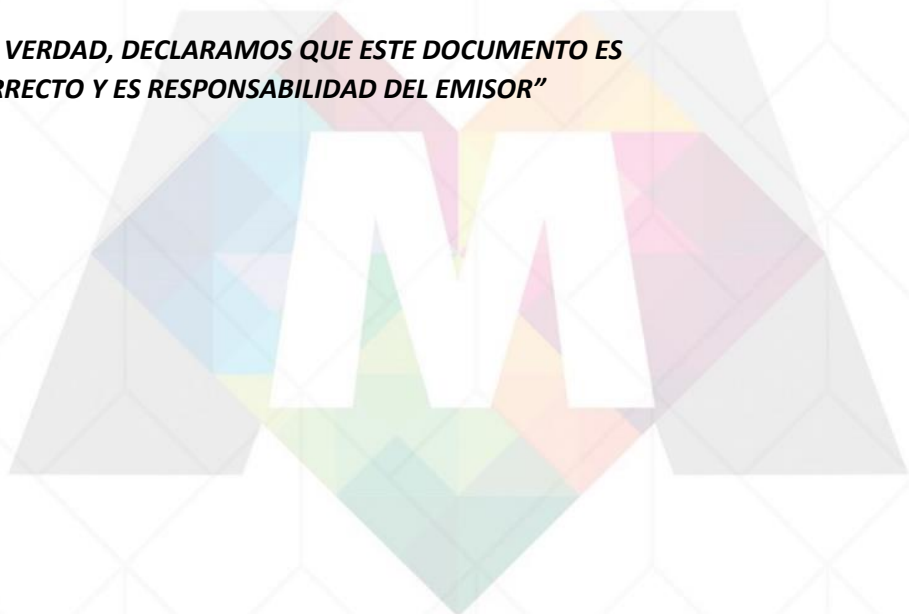 VERDAD, DECLARAMOS QUE ESTE DOCUMENTO ES
RRECTO Y ES RESPONSABILIDAD DEL EMISOR”
M